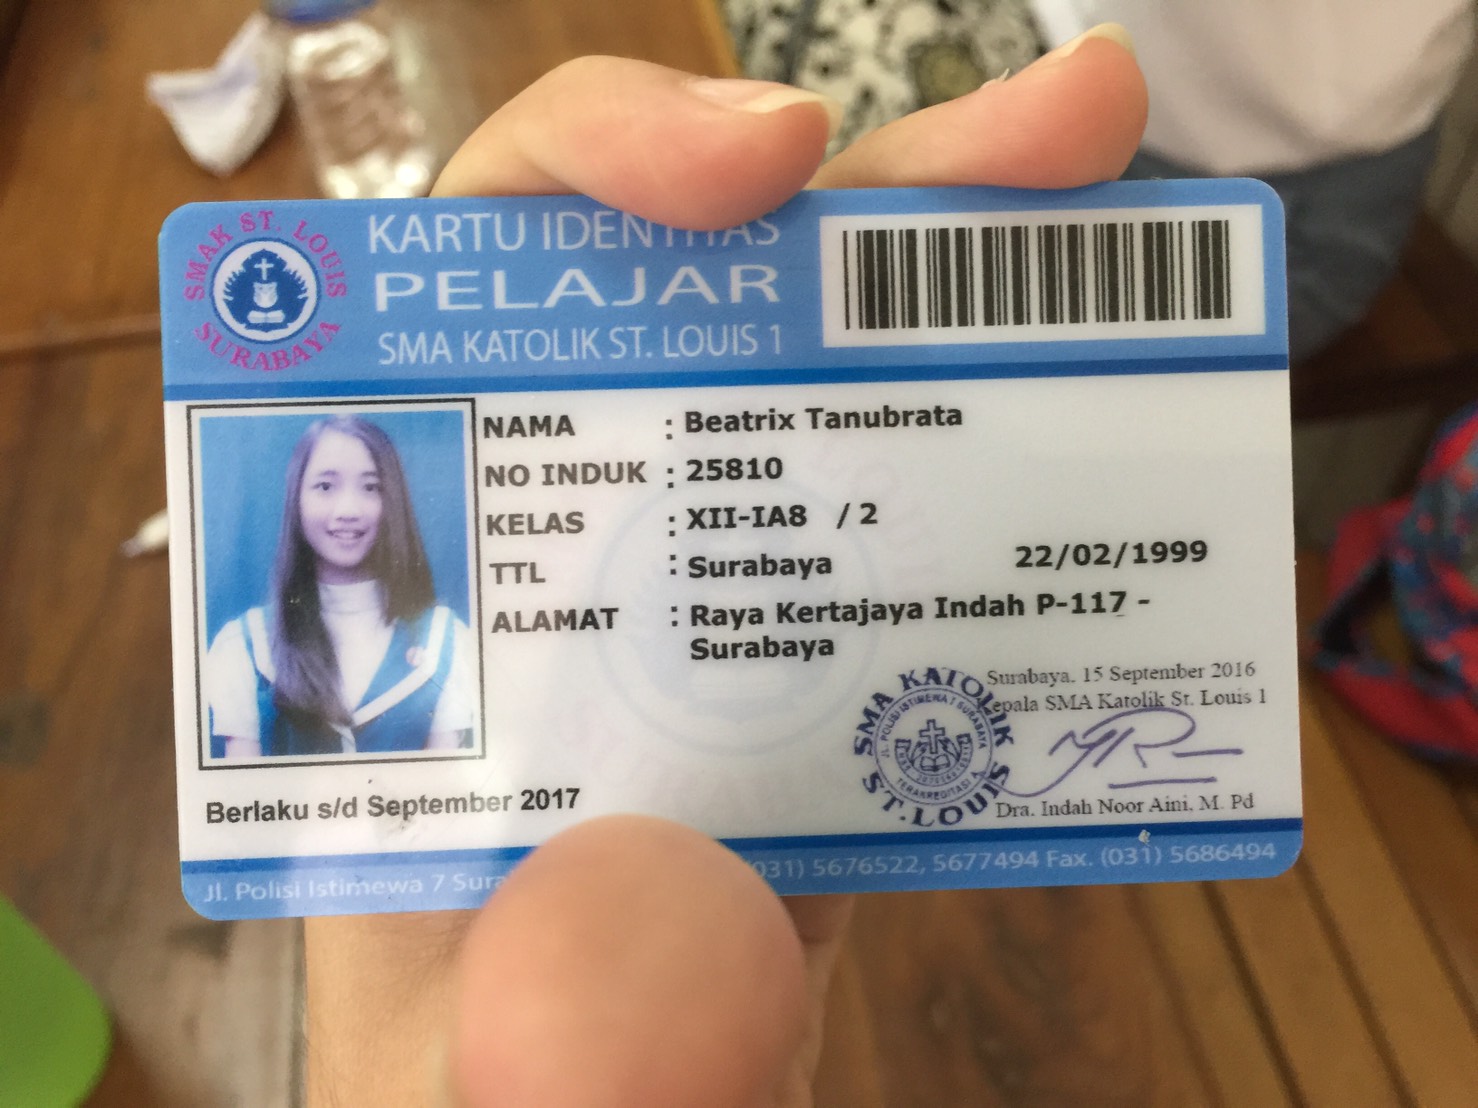 SMAK ST. LOUIS
SURABAYA
KARTU IDENTITAS
PELAJAR
SMA KATOLIK ST. LOUIS 1
NAMA : Beatrix Tanubrata
NO INDUK : 25810
KELAS : XII-IA8 / 2
TTL : Surabaya 22/02/1999
ALAMAT : Raya Kertajaya Indah P-117 -
Surabaya
Surabaya, 15 September 2016
epala SMA Katolik St. Louis 1
SMA KATOLIK
ST. LOUIS
JL. POLISI ISTIMEWA 7 SURABAYA
TERAKREDITASI A
Dra. Indah Noor Aini, M. Pd
Berlaku s/d September 2017
Jl. Polisi Istimewa 7 Sura 031) 5676522, 5677494 Fax. (031) 5686494